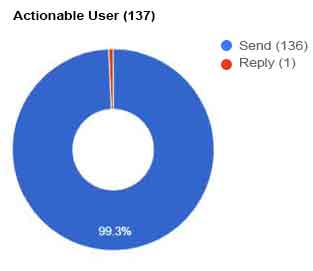 Actionable User (137)
Send (136)
Reply (1)
99.3%